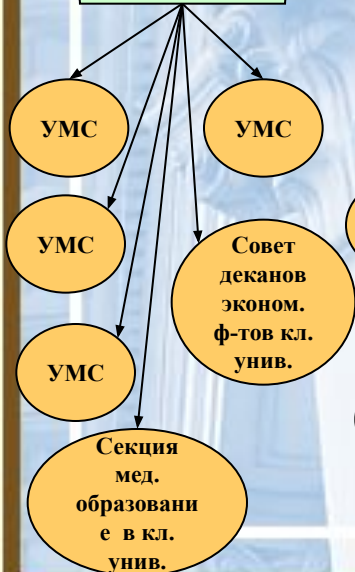 УМС
УМС
УМС
Совет
деканов
эконом.
ф-тов кл.
унив.
УМС
Секция
мед.
образовани
е в кл.
унив.